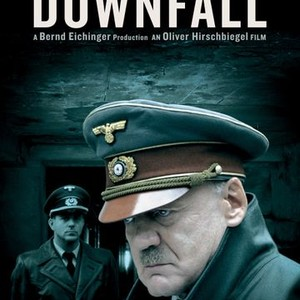 DOWNFALL
A Bernd Eichinger Production AN Oliver Hirschbiegel FILM